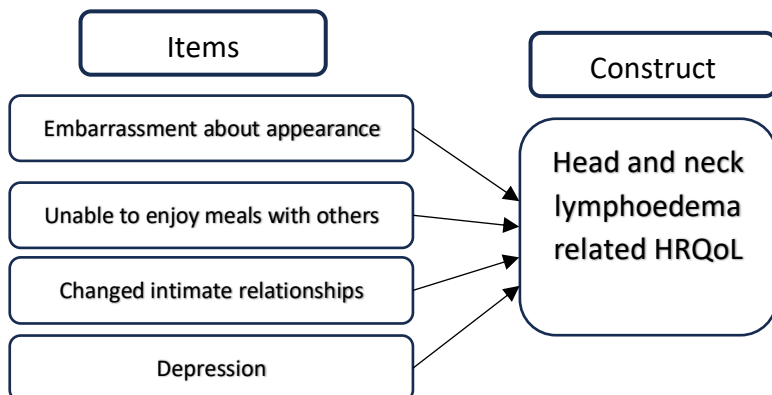 Items
Construct
Embarrassment about appearance
Unable to enjoy meals with others
Changed intimate relationships
Depression
Head and neck
lymphoedema
related HRQoL